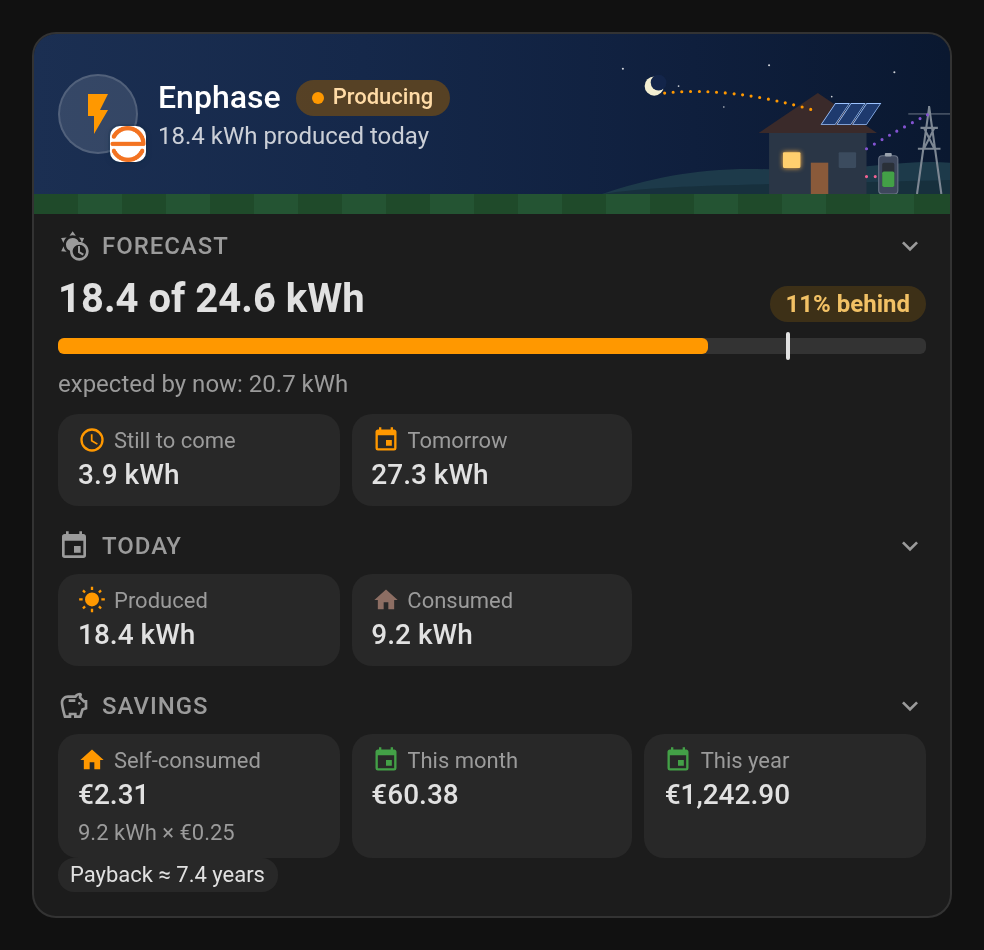 Enphase
Producing
18.4 kWh produced today
FORECAST
18.4 of 24.6 kWh
11% behind
expected by now: 20.7 kWh
Still to come
3.9 kWh
Tomorrow
27.3 kWh
TODAY
Produced
18.4 kWh
Consumed
9.2 kWh
SAVINGS
Self-consumed
€2.31
9.2 kWh × €0.25
This month
€60.38
This year
€1,242.90
Payback ≈ 7.4 years